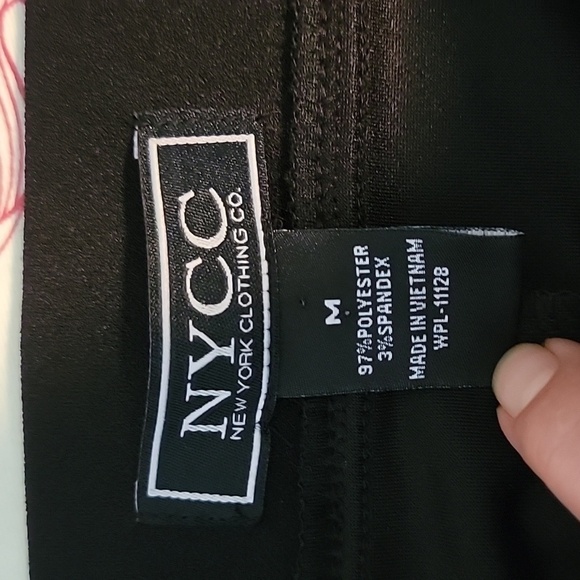 NYCC
NEW YORK CLOTHING CO.
M
97%POLYESTER
3%SPANDEX
MADE IN VIETNAM
WPL-11128